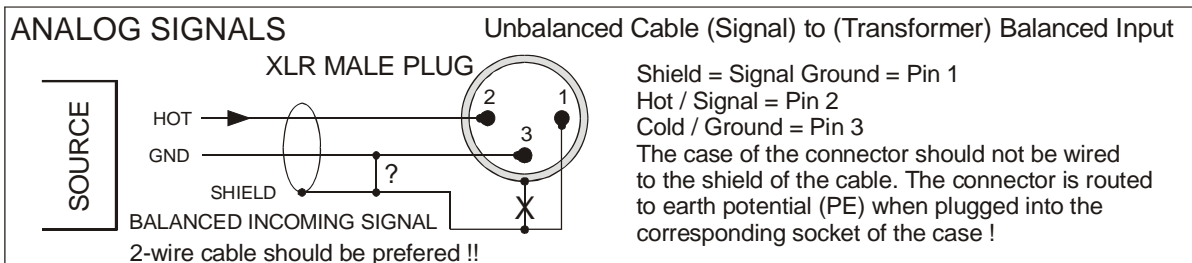 ANALOG SIGNALS
Unbalanced Cable (Signal) to (Transformer) Balanced Input
XLR MALE PLUG
SOURCE
HOT
GND
SHIELD
?
2
1
3
X
BALANCED INCOMING SIGNAL
2-wire cable should be prefered !!
Shield = Signal Ground = Pin 1
Hot / Signal = Pin 2
Cold / Ground = Pin 3
The case of the connector should not be wired
to the shield of the cable. The connector is routed
to earth potential (PE) when plugged into the
corresponding socket of the case !